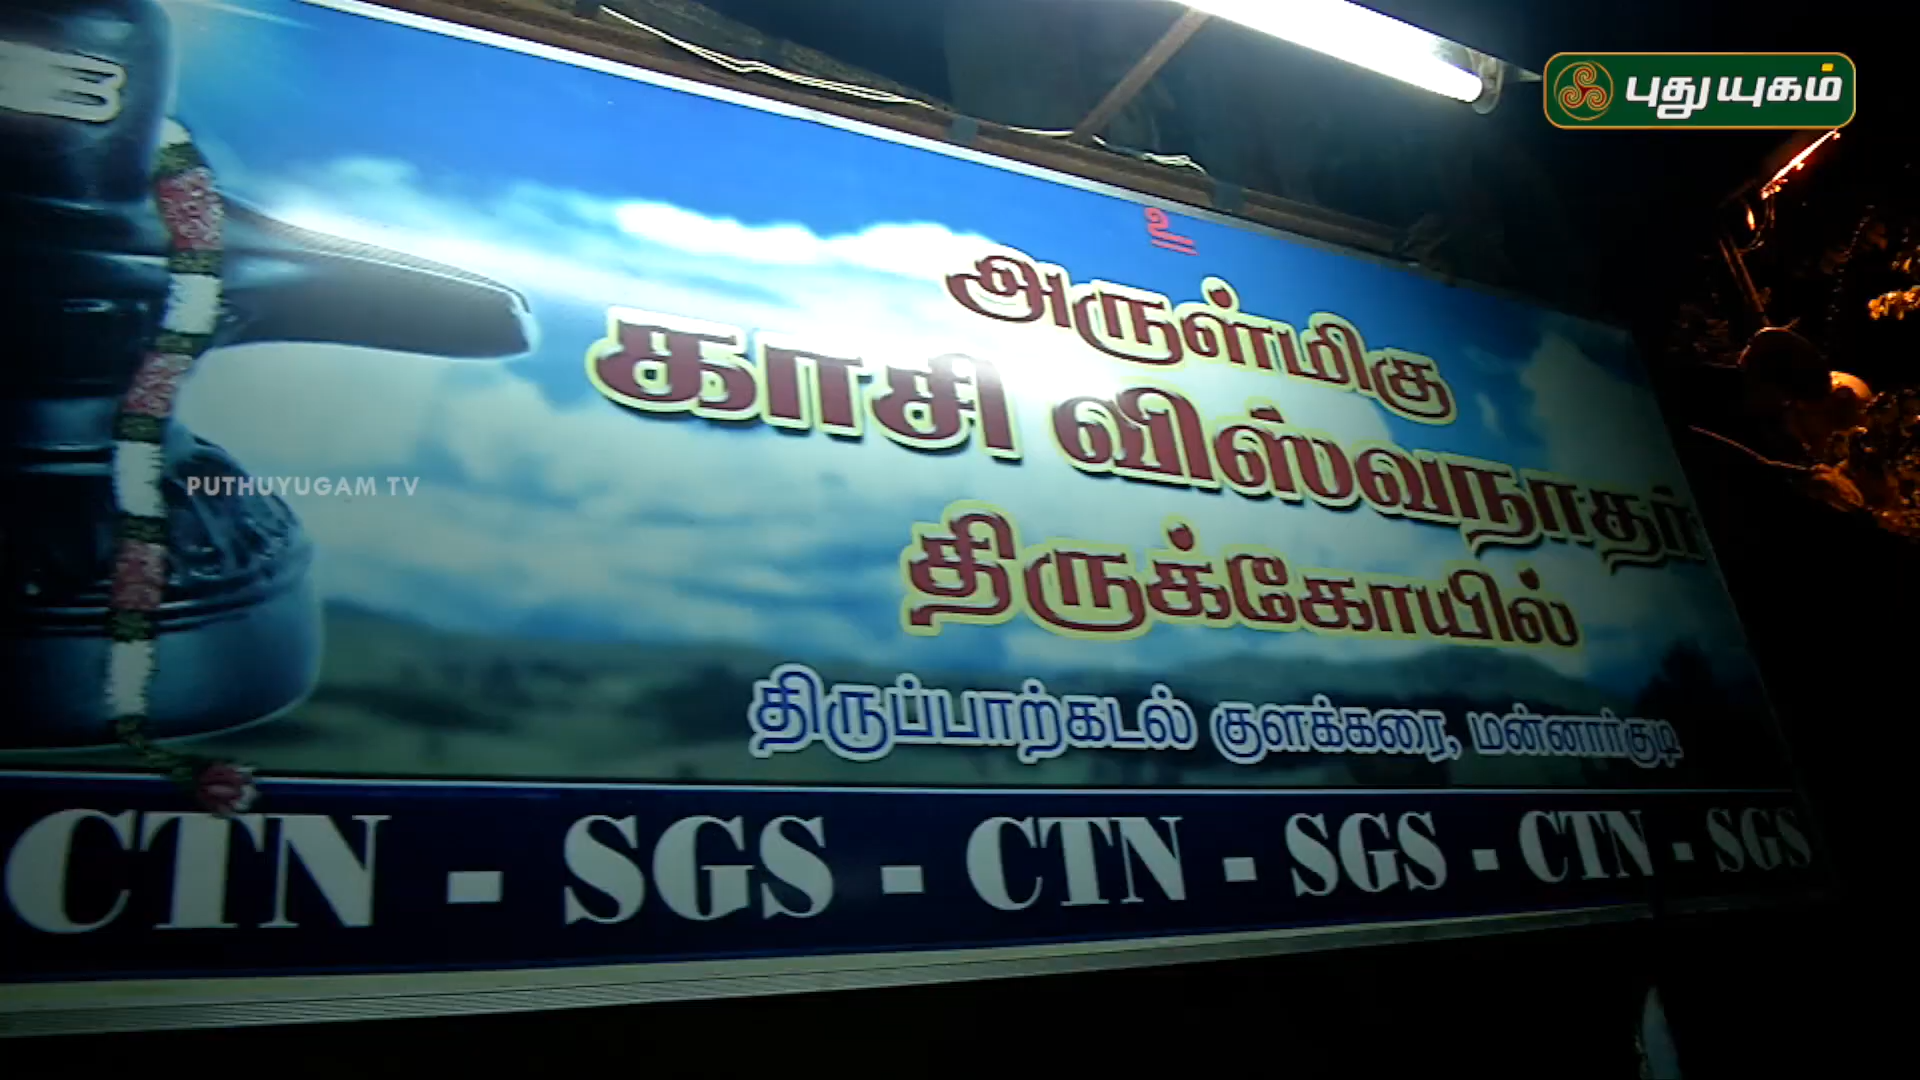 புதுயுகம்
உ
அருள்மிகு
காசி விஸ்வநாதர்
திருக்கோயில்
PUTHUYUGAM TV
திருப்பாற்கடல் குளக்கரை, மன்னார்குடி
CTN - SGS - CTN - SGS - CTN - SGS